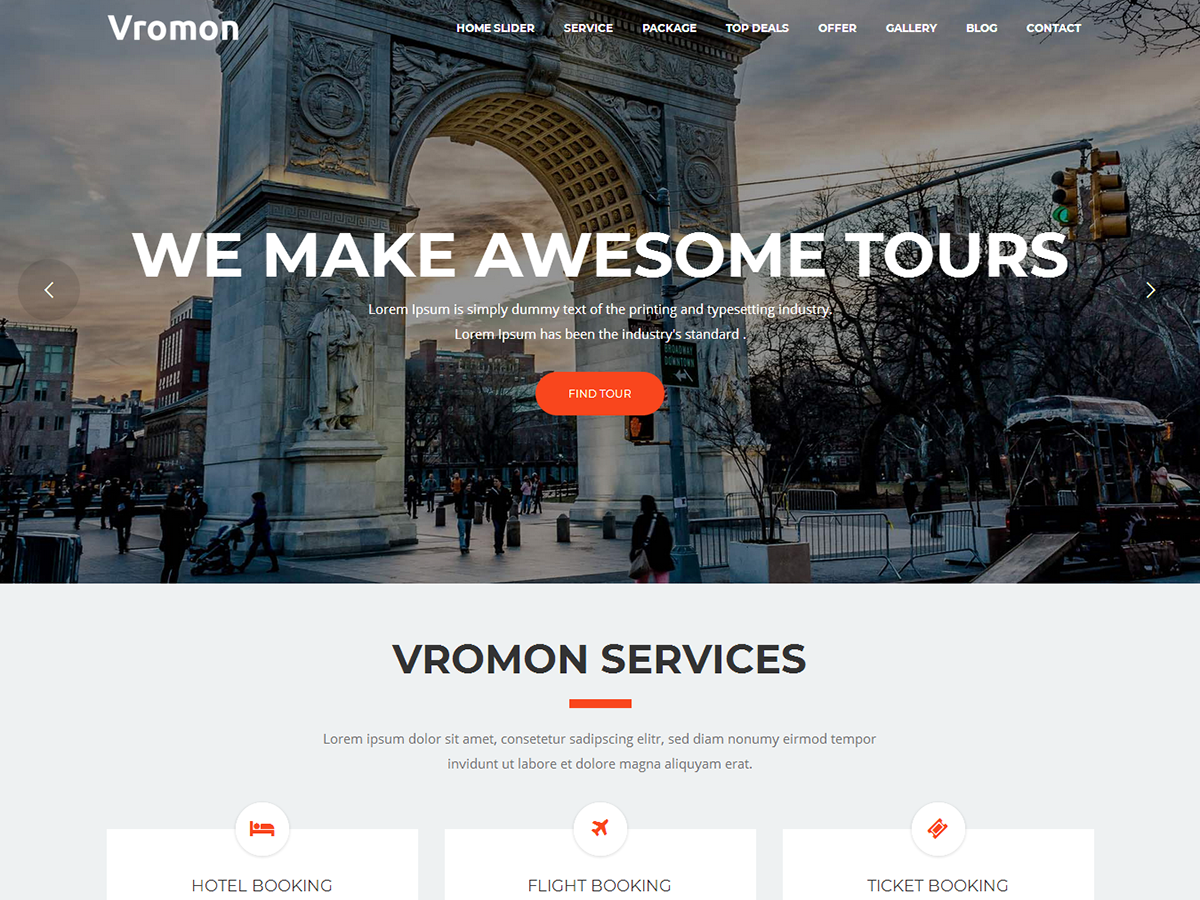 Vromon
HOME SLIDER SERVICE PACKAGE TOP DEALS OFFER GALLERY BLOG CONTACT
WE MAKE AWESOME TOURS
Lorem Ipsum is simply dummy text of the printing and typesetting industry.
Lorem Ipsum has been the industry's standard .
BROADWAY
DOWNTOWN
FIND TOUR
VROMON SERVICES
Lorem ipsum dolor sit amet, consetetur sadipscing elitr, sed diam nonumy eirmod tempor
invidunt ut labore et dolore magna aliquyam erat.
HOTEL BOOKING
FLIGHT BOOKING
TICKET BOOKING